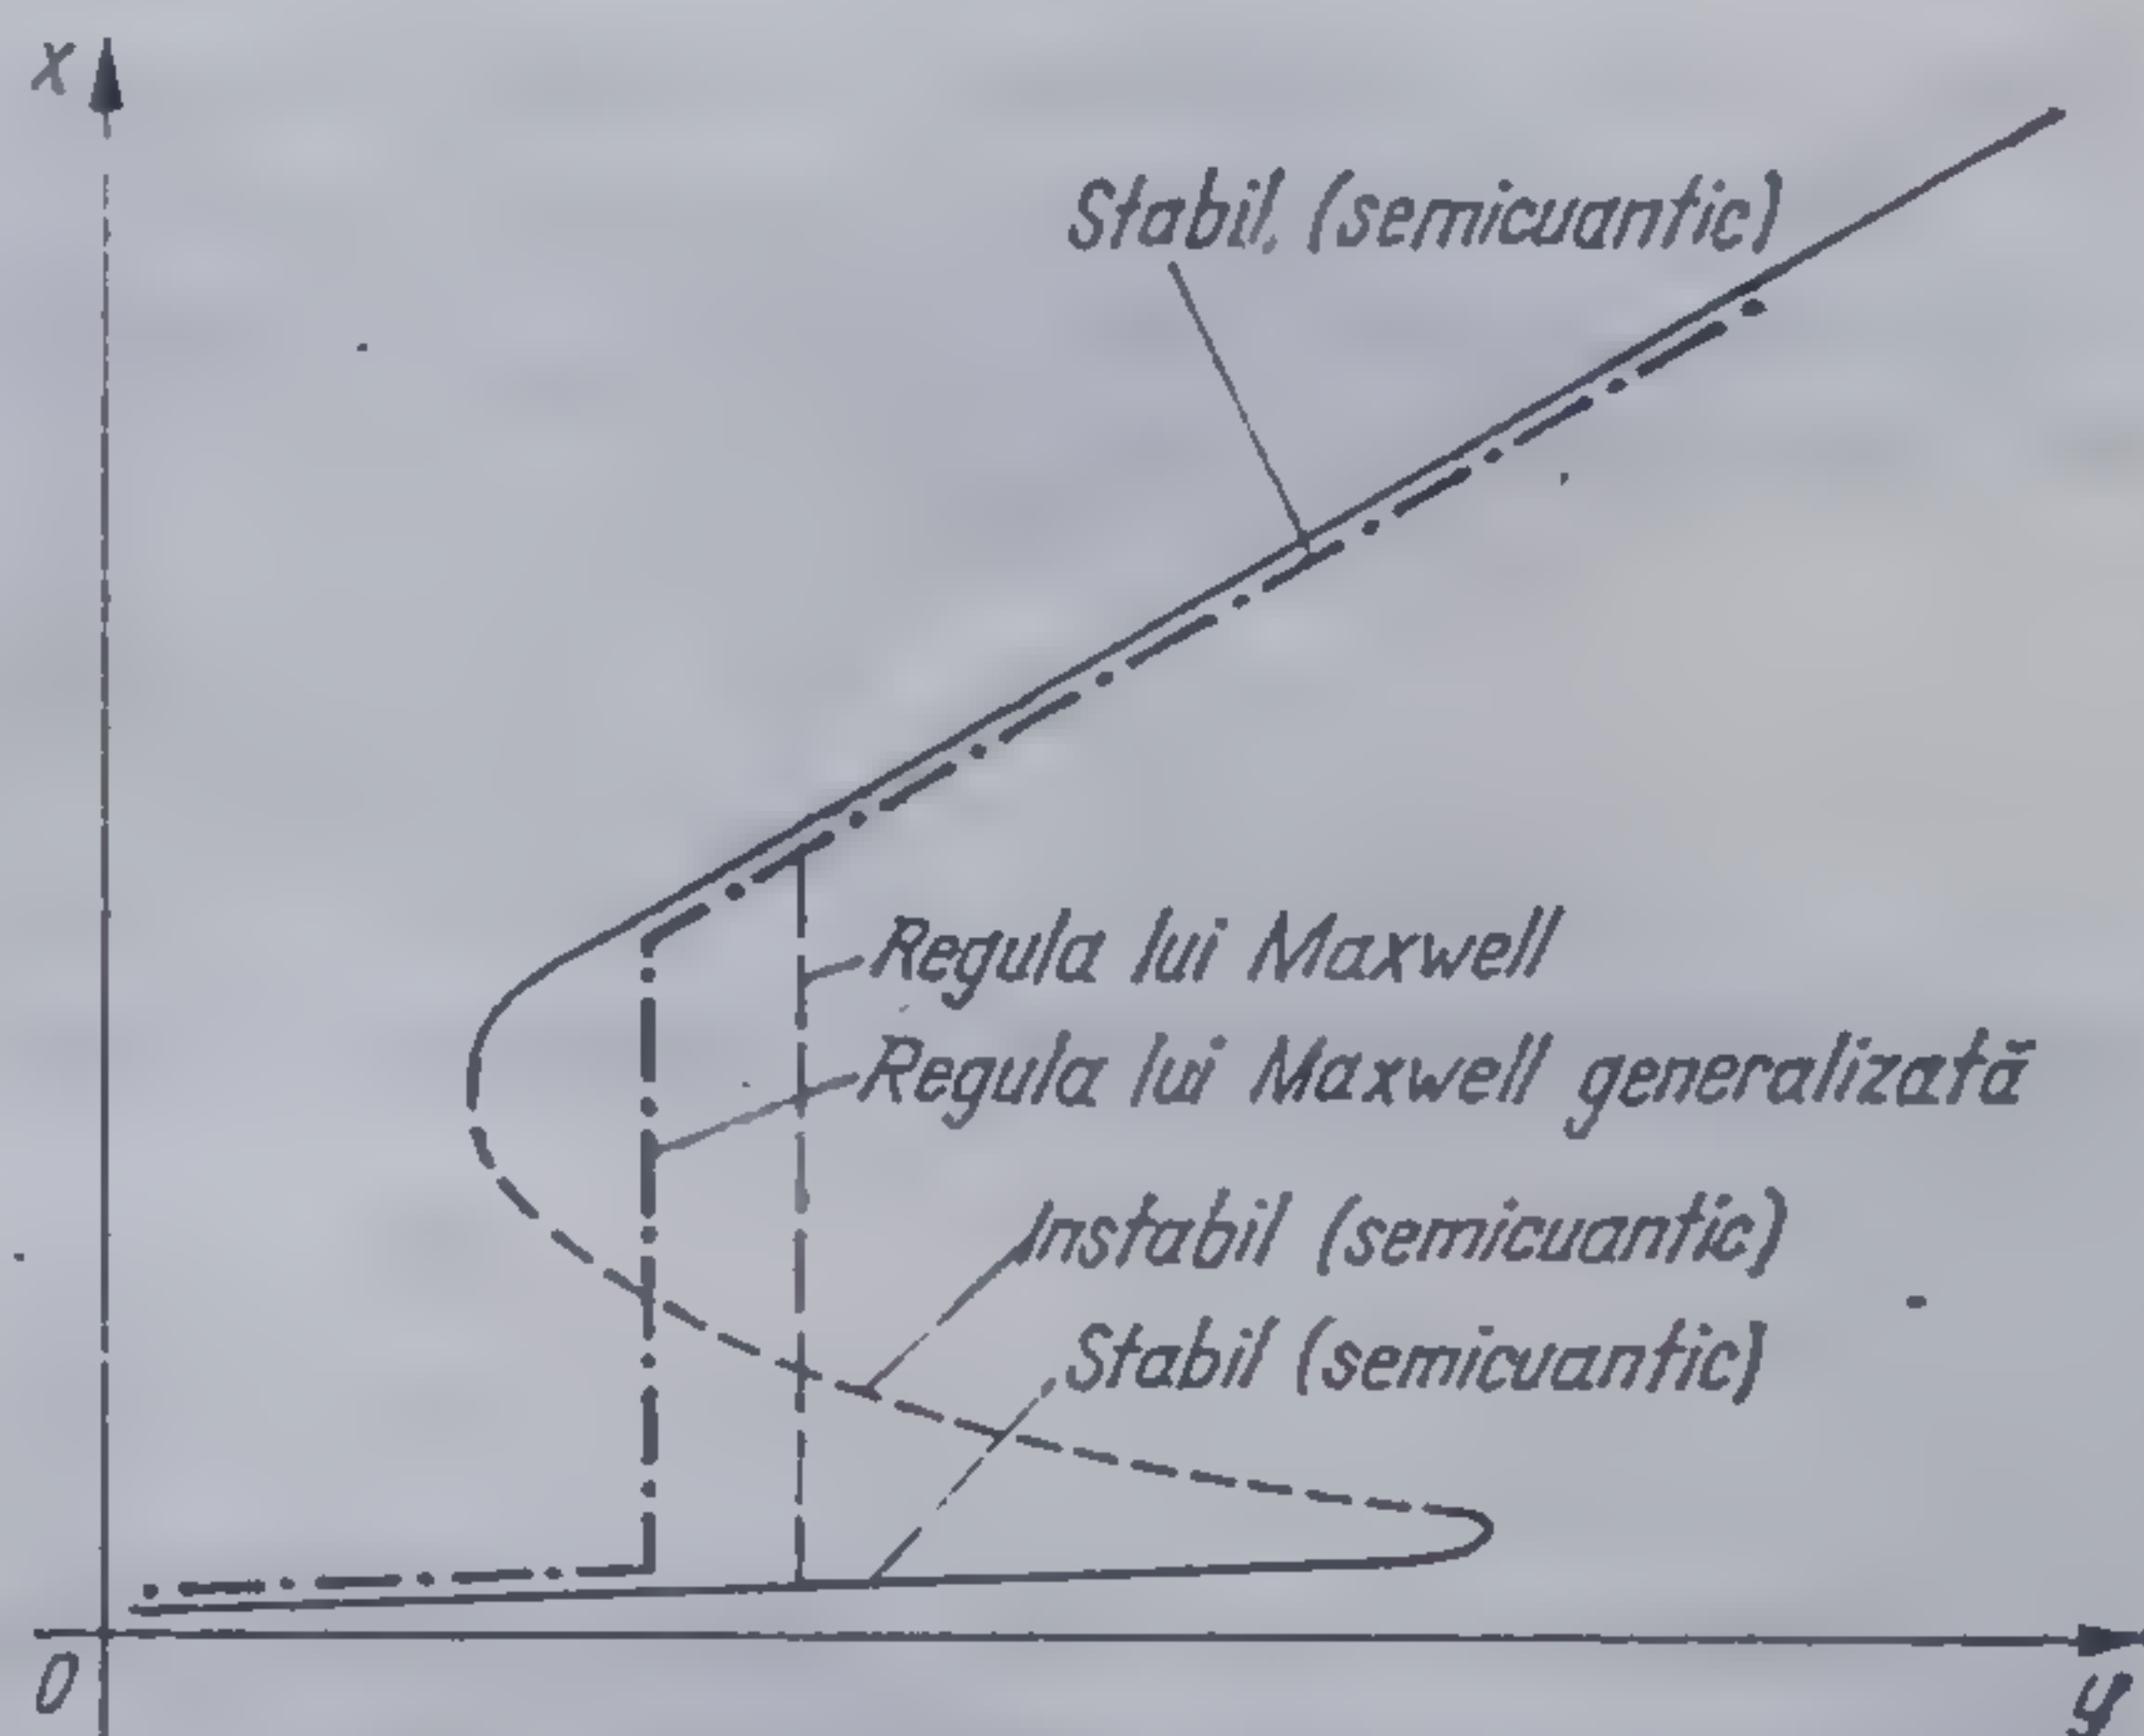 x
Stabil (semicuantic)
Regula lui Maxwell
Regula lui Maxwell generalizată
Instabil (semicuantic)
Stabil (semicuantic)
0
y